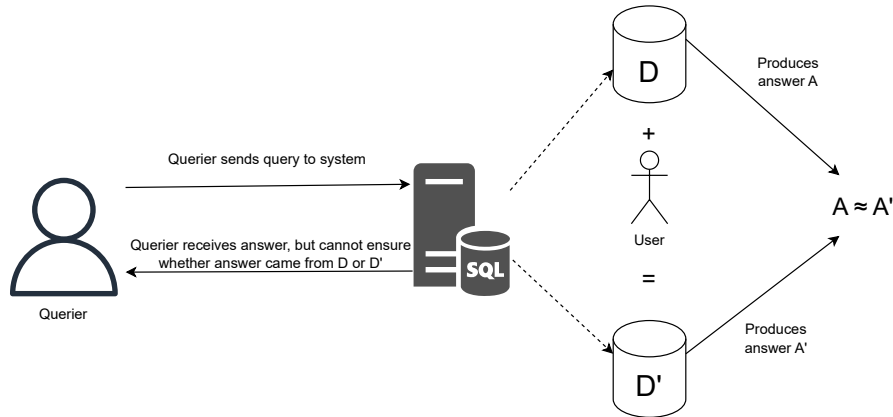 Querier sends query to system
Querier receives answer, but cannot ensure
whether answer came from D or D'
Querier
SQL
D
+
User
=
D'
Produces
answer A
A ≈ A'
Produces
answer A'